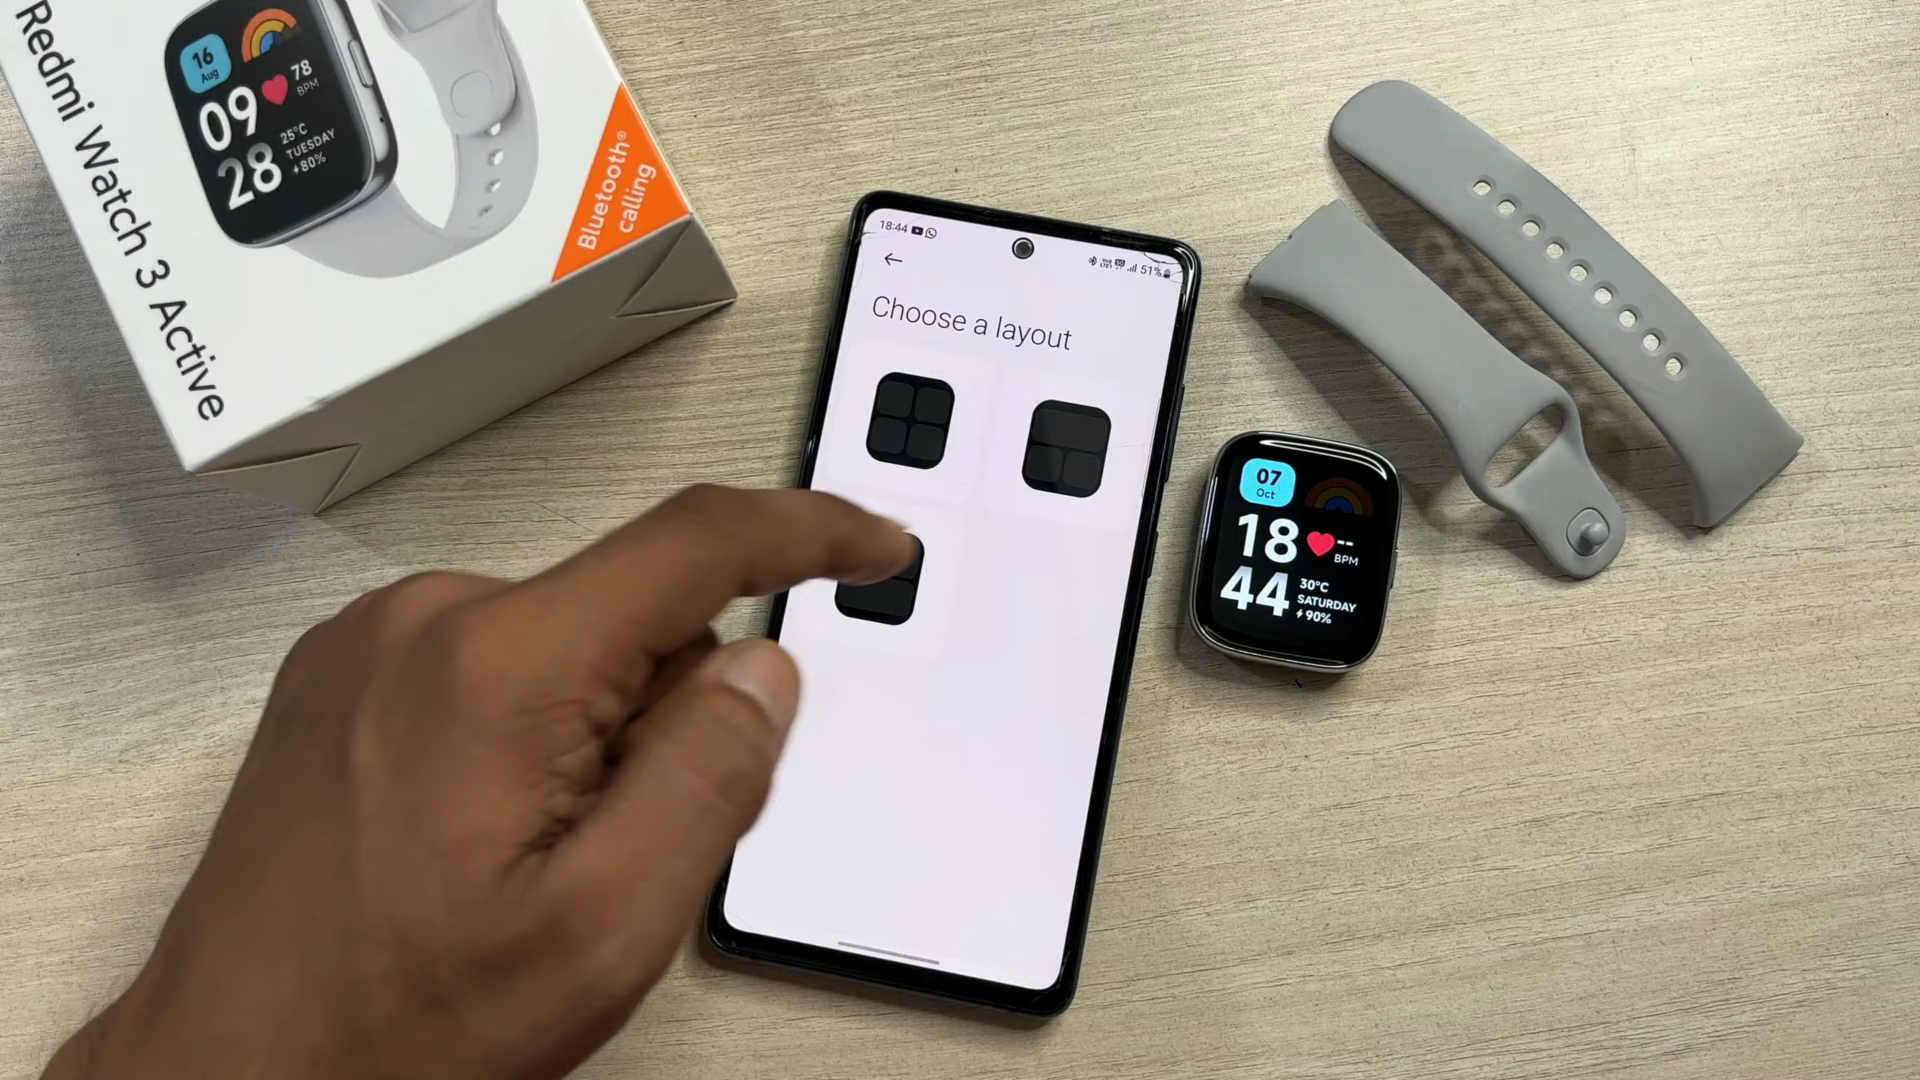 Redmi Watch 3 Active
16
Aug
78
BPM
09
28
25°C
TUESDAY
80%
Bluetooth®
calling
18:44
51%
Choose a layout
07
Oct
18
--
BPM
44
30°C
SATURDAY
90%